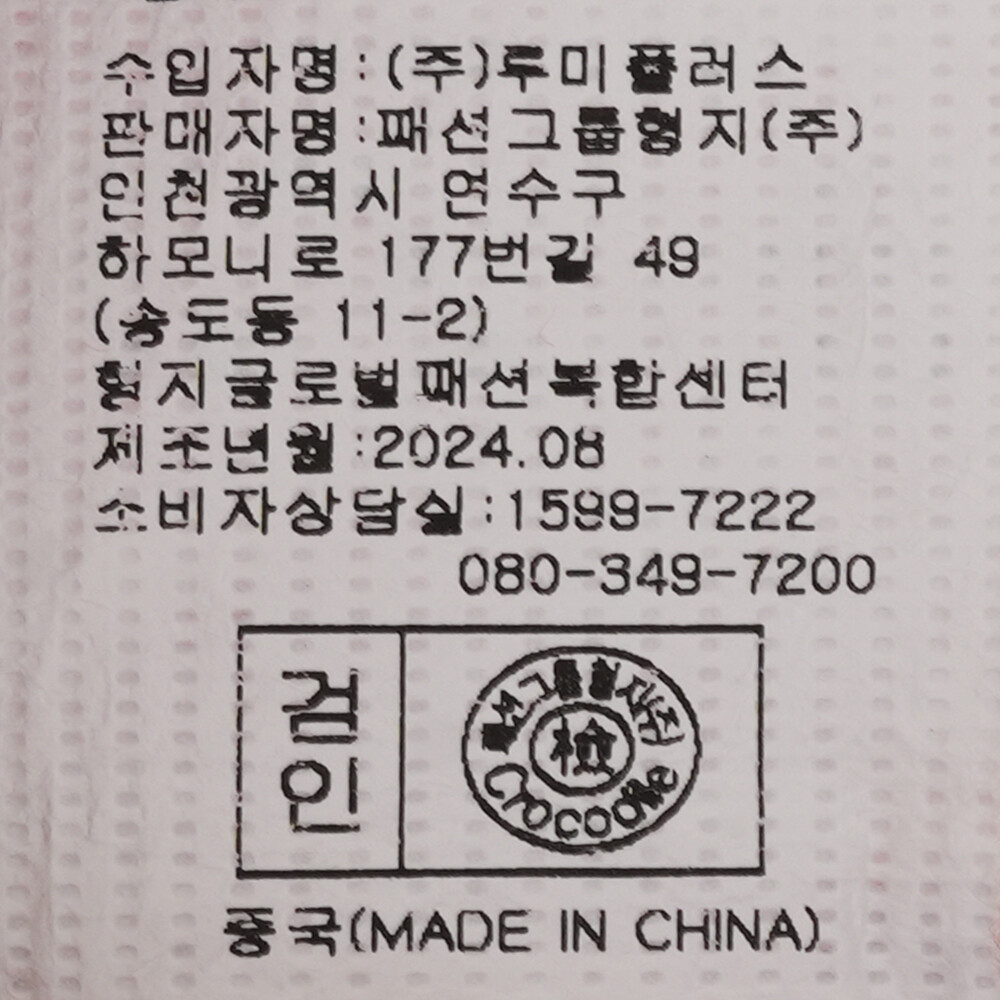 수입자명:(주)루미플러스
판매자명:패션그룹형지(주)
인천광역시 연수구
하모니로 177번길 49
(송도동 11-2)
형지글로벌패션복합센터
제조년월:2024.08
소비자상담실:1599-7222
080-349-7200
검인
패션그룹형지(주)
檢
Crocodile
중국(MADE IN CHINA)